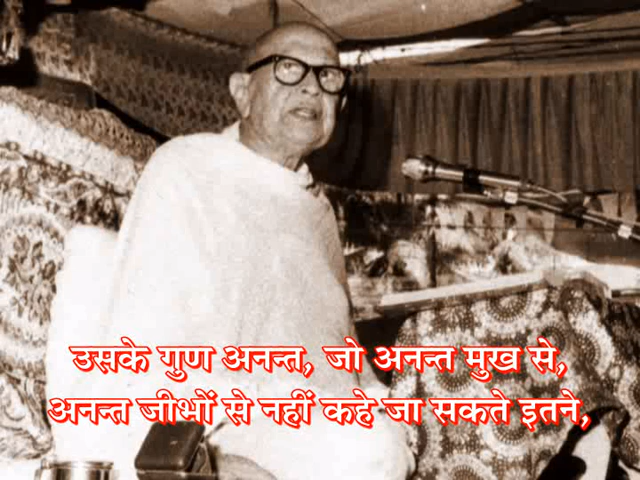 उसके गुण अनन्त, जो अनन्त मुख से,
अनन्त जीभों से नहीं कहे जा सकते इतने,